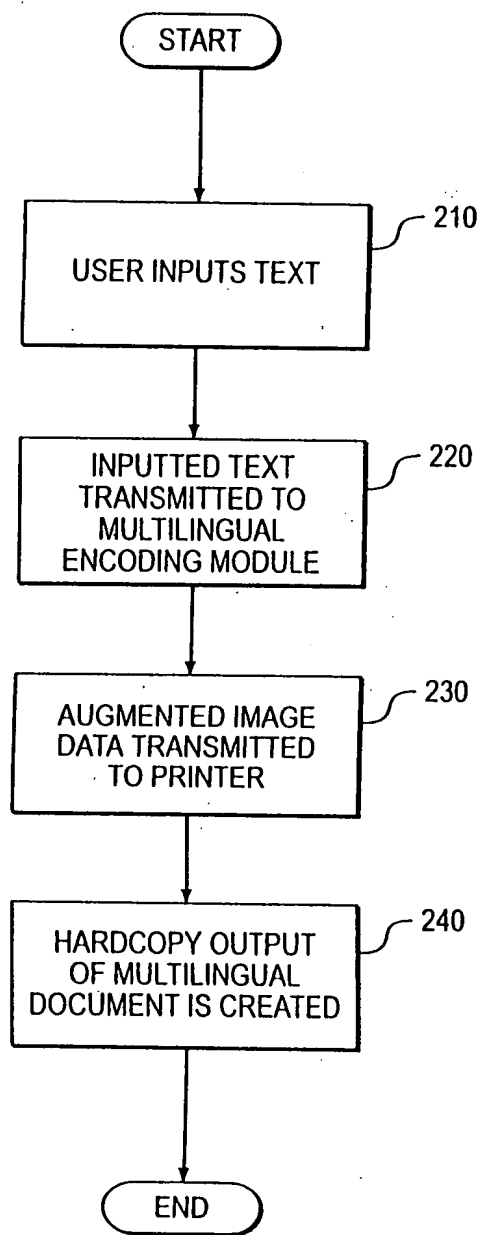 START
210
USER INPUTS TEXT
220
INPUTTED TEXT
TRANSMITTED TO
MULTILINGUAL
ENCODING MODULE
230
AUGMENTED IMAGE
DATA TRANSMITTED
TO PRINTER
240
HARDCOPY OUTPUT
OF MULTILINGUAL
DOCUMENT IS CREATED
END